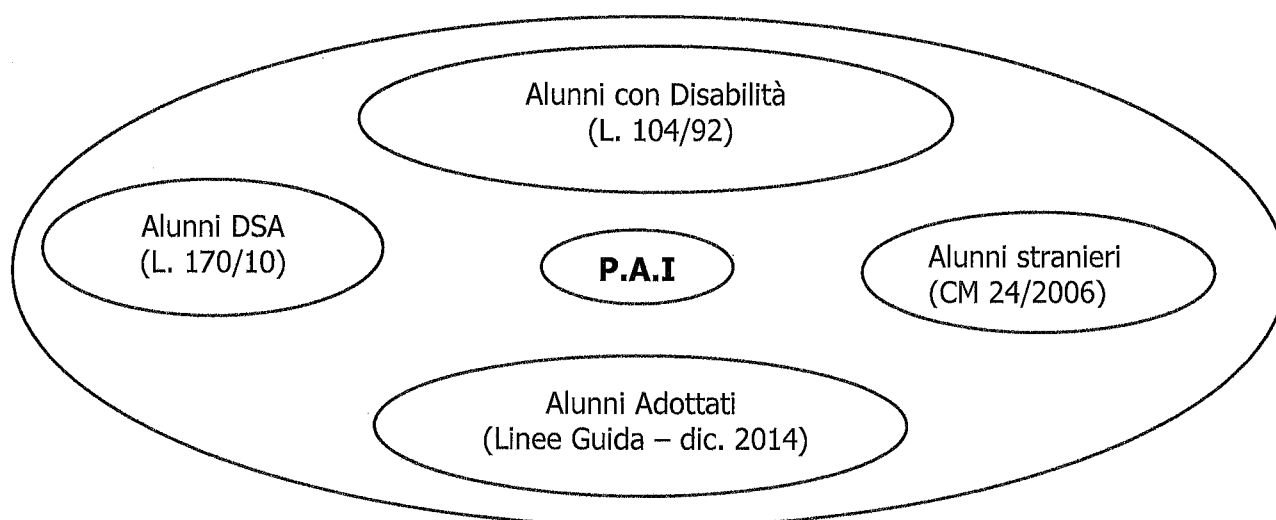 Alunni con Disabilità
(L. 104/92)
Alunni DSA
(L. 170/10)
P.A.I
Alunni stranieri
(CM 24/2006)
Alunni Adottati
(Linee Guida – dic. 2014)